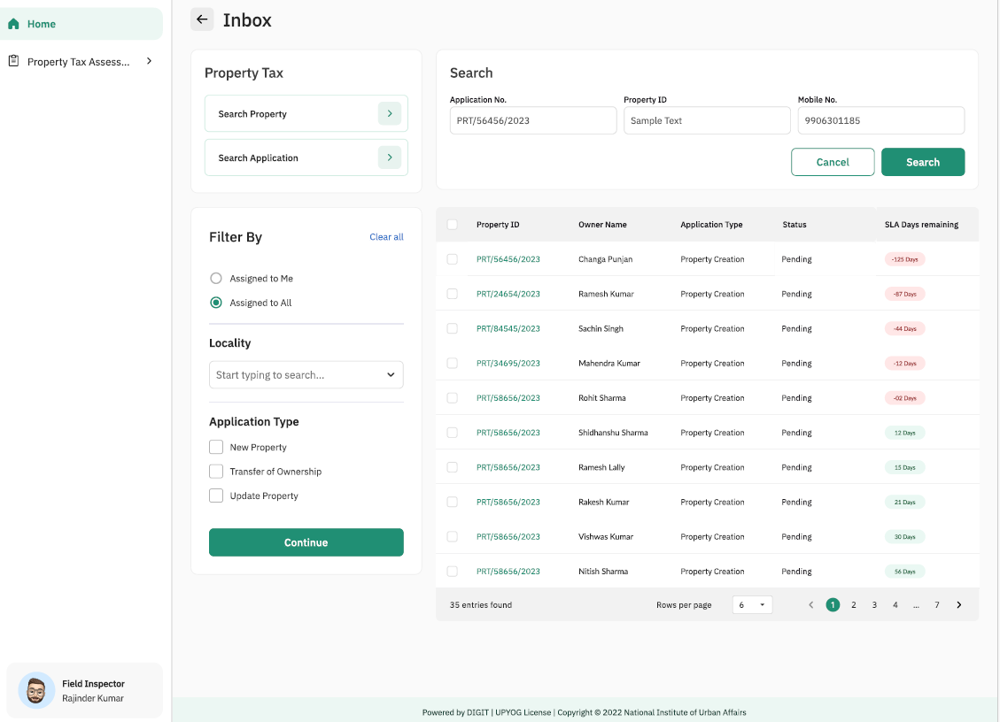 Home
Property Tax Assess...
Field Inspector
Rajinder Kumar
Inbox
Property Tax
Search Property
Search Application
Search
Application No.
PRT/56456/2023
Property ID
Sample Text
Mobile No.
9906301185
Cancel
Search
Filter By
Clear all
Assigned to Me
Assigned to All
Locality
Start typing to search...
Application Type
New Property
Transfer of Ownership
Update Property
Continue
Property ID Owner Name Application Type Status SLA Days remaining
PRT/56456/2023 Changa Punjan Property Creation Pending -125 Days
PRT/24654/2023 Ramesh Kumar Property Creation Pending -87 Days
PRT/84545/2023 Sachin Singh Property Creation Pending -44 Days
PRT/34695/2023 Mahendra Kumar Property Creation Pending -12 Days
PRT/58656/2023 Rohit Sharma Property Creation Pending -02 Days
PRT/58656/2023 Shidhanshu Sharma Property Creation Pending 12 Days
PRT/58656/2023 Ramesh Lally Property Creation Pending 15 Days
PRT/58656/2023 Rakesh Kumar Property Creation Pending 21 Days
PRT/58656/2023 Vishwas Kumar Property Creation Pending 30 Days
PRT/58656/2023 Nitish Sharma Property Creation Pending 56 Days
35 entries found Rows per page 6 1 2 3 4 ... 7
Powered by DIGIT | UPYOG License | Copyright © 2022 National Institute of Urban Affairs